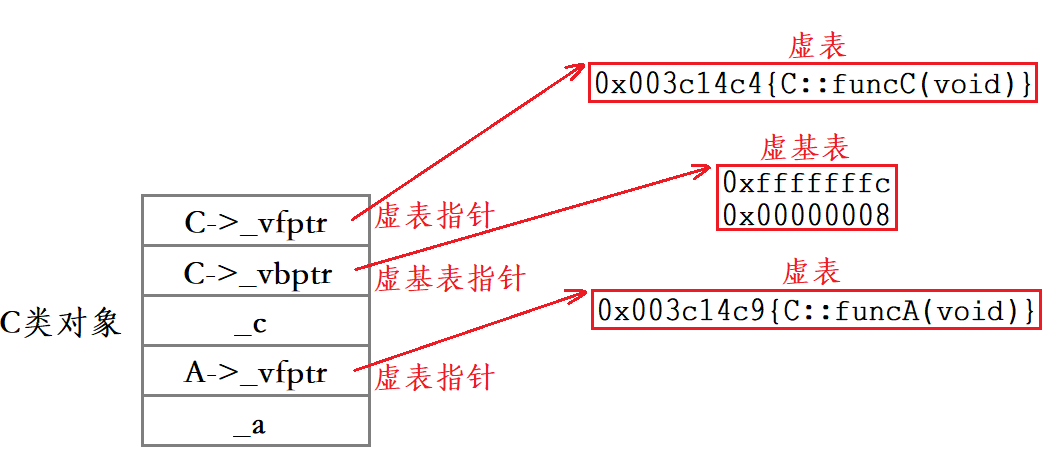 虚表
0x003c14c4{C::funcC(void)}
虚基表
0xfffffffc
0x00000008
C->_vfptr
虚表指针
C->_vbptr
虚基表指针
虚表
0x003c14c9{C::funcA(void)}
C类对象
_c
A->_vfptr
虚表指针
_a